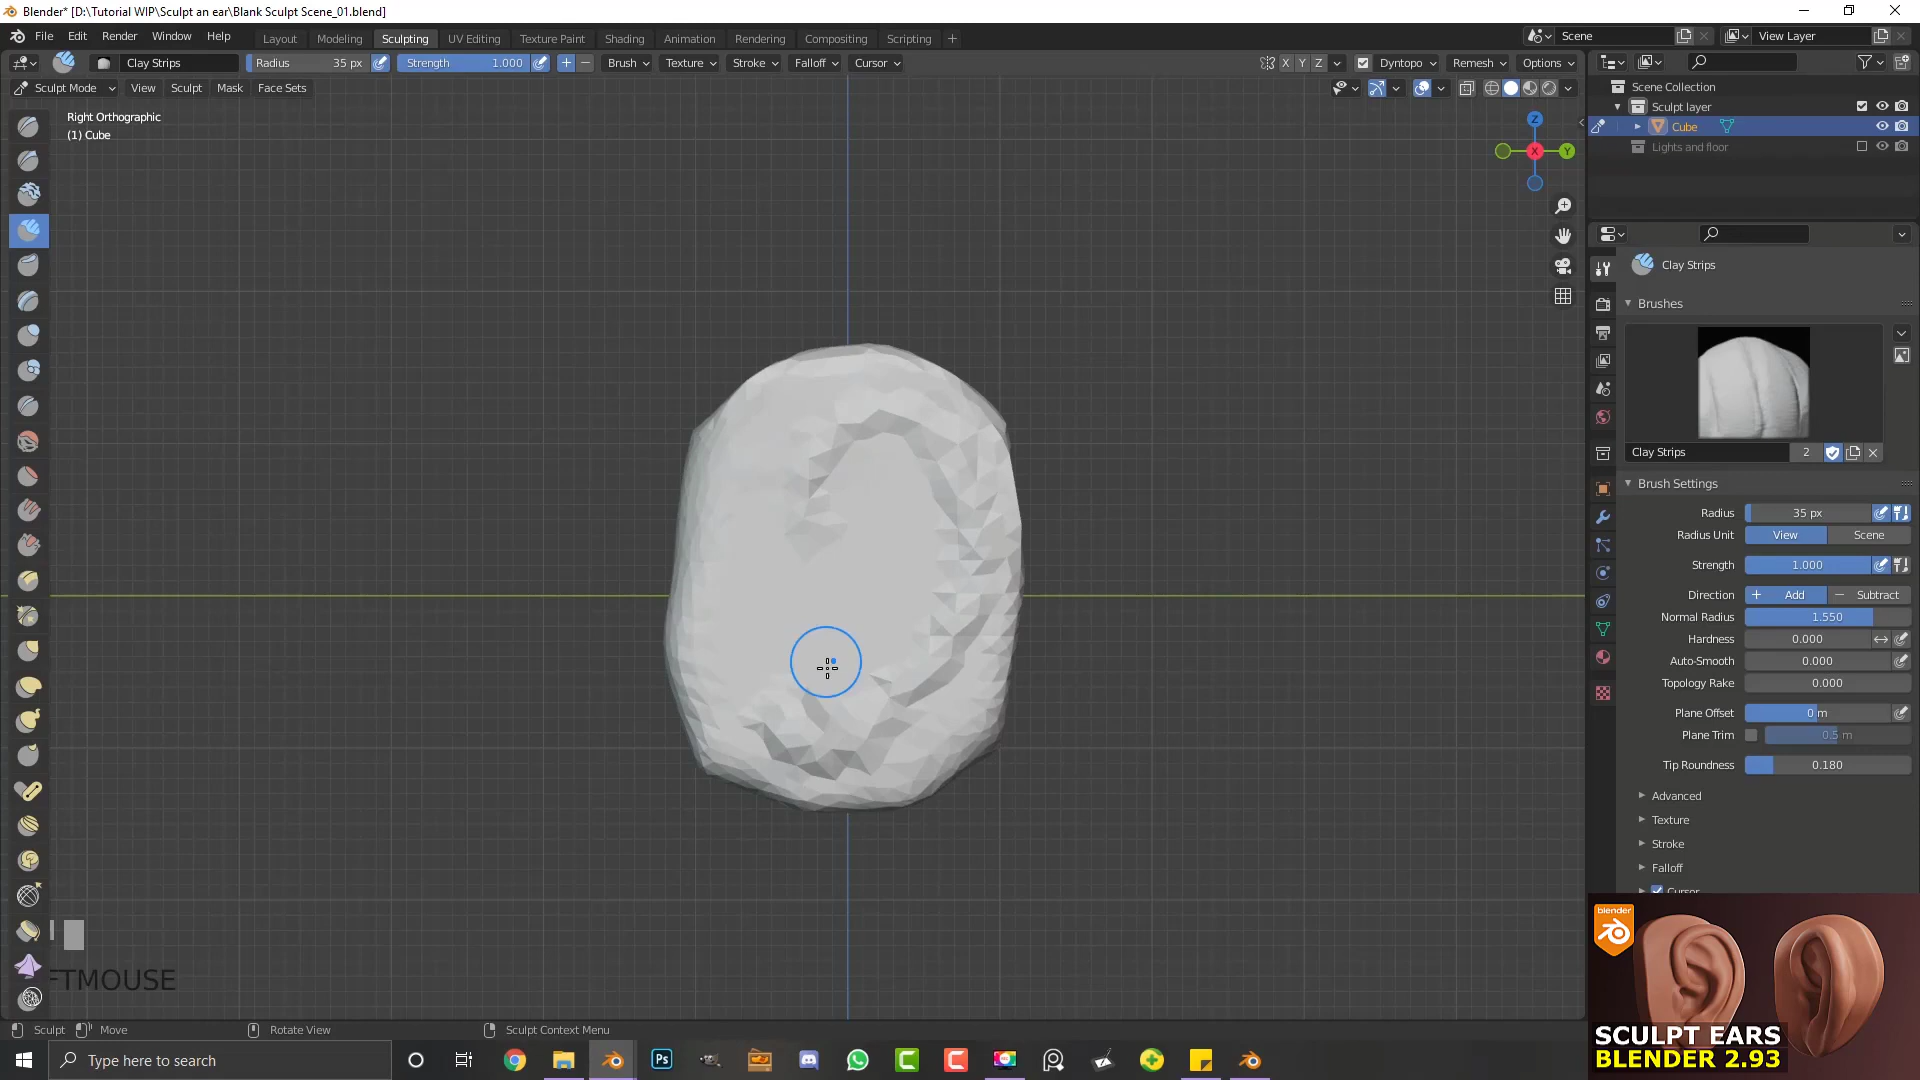 Blender* [D:\Tutorial WIP\Sculpt an ear\Blank Sculpt Scene_01.blend]
File Edit Render Window Help
Layout Modeling Sculpting UV Editing Texture Paint Shading Animation Rendering Compositing Scripting +
Scene View Layer
Clay Strips Radius 35 px Strength 1.000 Brush Texture Stroke Falloff Cursor X Y Z Dyntopo Remesh Options
Sculpt Mode View Sculpt Mask Face Sets
Right Orthographic
(1) Cube
Z
X
Y
Scene Collection
Sculpt layer
Cube
Lights and floor
Clay Strips
Brushes
Clay Strips 2
Brush Settings
Radius 35 px
Radius Unit View Scene
Strength 1.000
Direction + Add − Subtract
Normal Radius 1.550
Hardness 0.000
Auto-Smooth 0.000
Topology Rake 0.000
Plane Offset 0 m
Plane Trim 0.5 m
Tip Roundness 0.180
Advanced
Texture
Stroke
Falloff
Cursor
FTMOUSE
blender
SCULPT EARS
BLENDER 2.93
Sculpt Move Rotate View Sculpt Context Menu
Type here to search
Ps